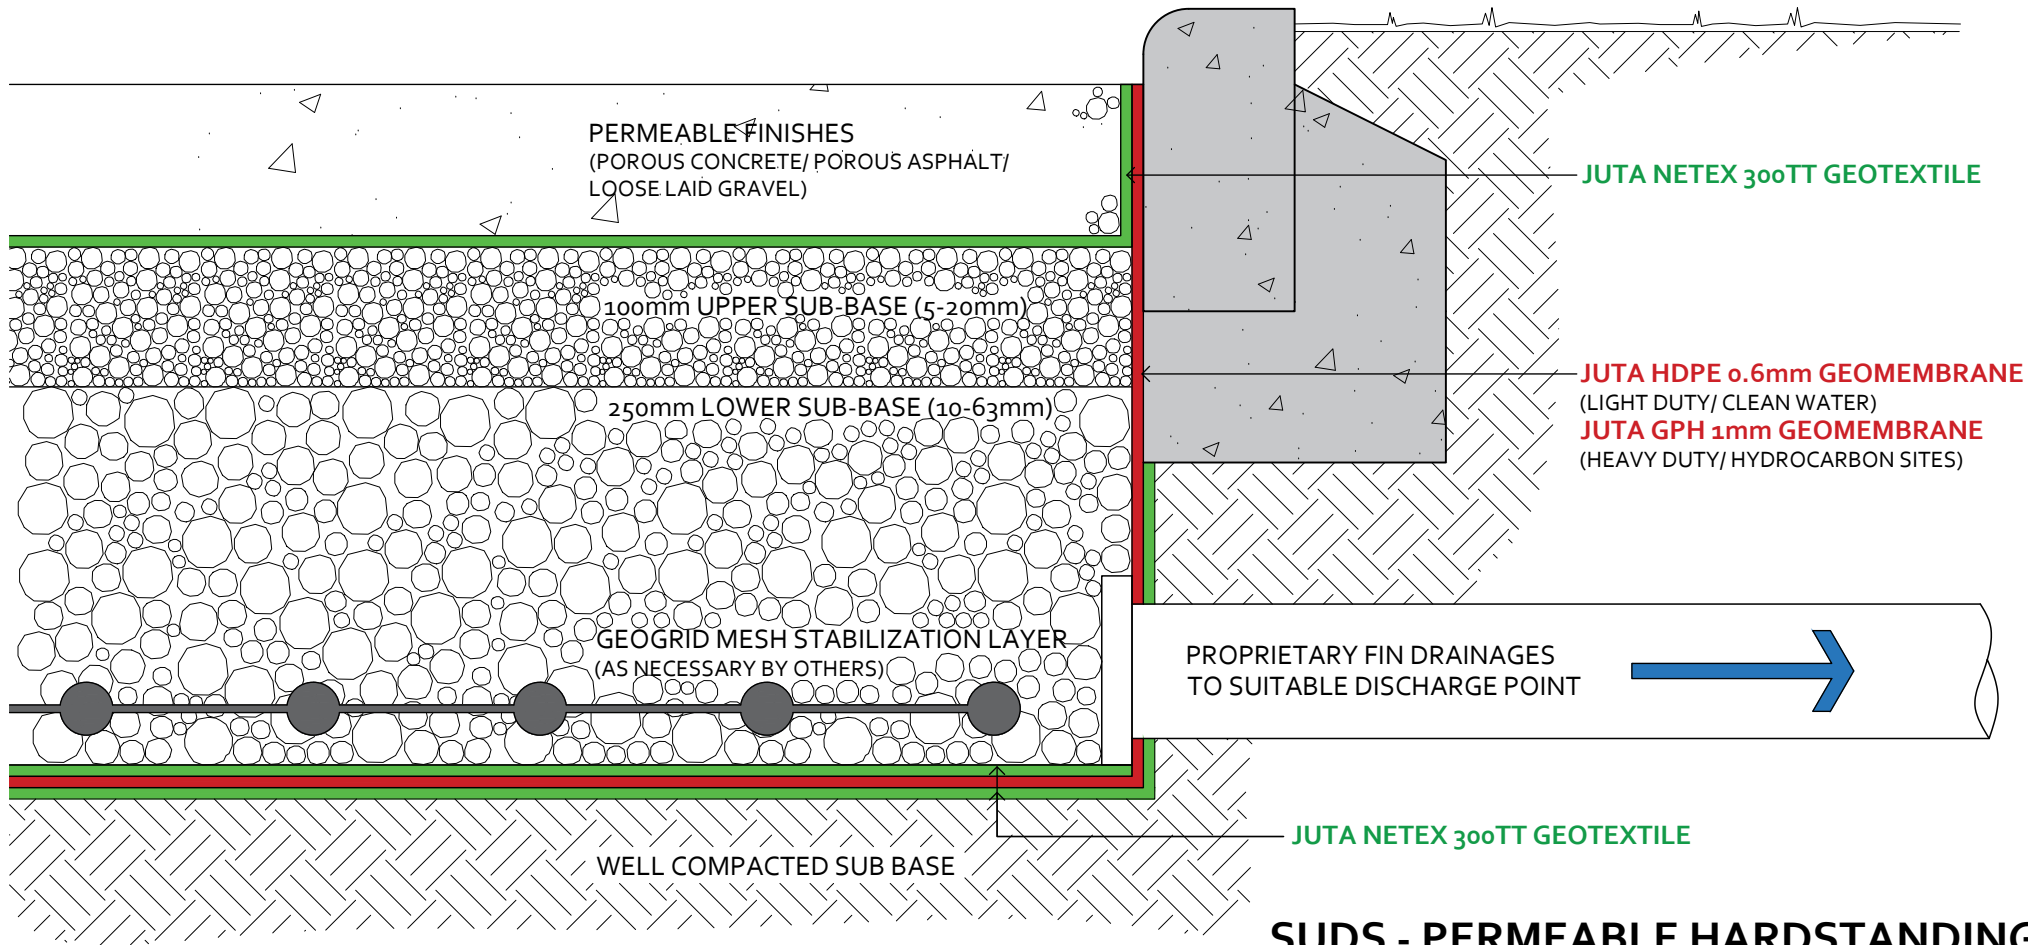 PERMEABLE FINISHES
(POROUS CONCRETE/ POROUS ASPHALT/
LOOSE LAID GRAVEL)
JUTA NETEX 300TT GEOTEXTILE
100mm UPPER SUB-BASE (5-20mm)
JUTA HDPE 0.6mm GEOMEMBRANE
(LIGHT DUTY/ CLEAN WATER)
JUTA GPH 1mm GEOMEMBRANE
(HEAVY DUTY/ HYDROCARBON SITES)
250mm LOWER SUB-BASE (10-63mm)
GEOGRID MESH STABILIZATION LAYER
(AS NECESSARY BY OTHERS)
PROPRIETARY FIN DRAINAGES
TO SUITABLE DISCHARGE POINT
JUTA NETEX 300TT GEOTEXTILE
WELL COMPACTED SUB BASE
SUDS - PERMEABLE HARDSTANDING